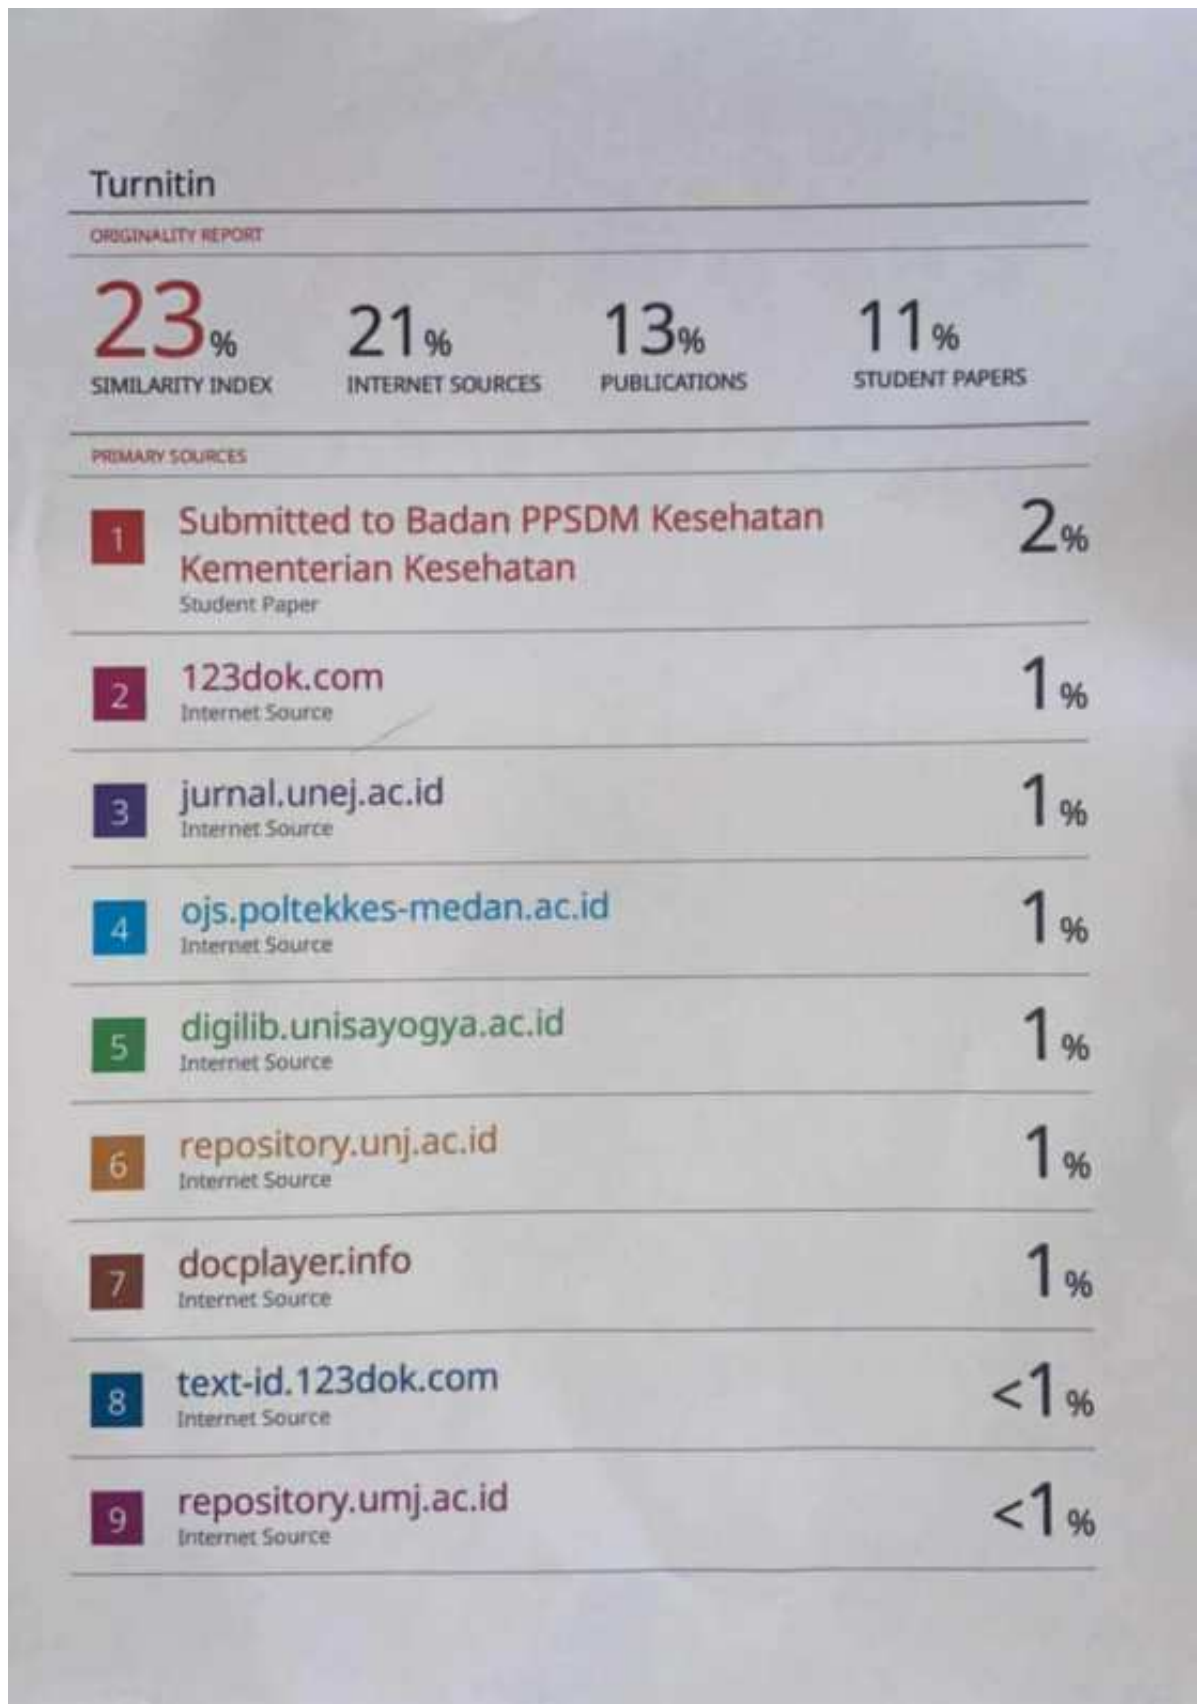 Turnitin
ORIGINALITY REPORT
23% 21% 13% 11%
SIMILARITY INDEX INTERNET SOURCES PUBLICATIONS STUDENT PAPERS
PRIMARY SOURCES
1 Submitted to Badan PPSDM Kesehatan 2%
Kementerian Kesehatan
Student Paper
2 123dok.com 1%
Internet Source
3 jurnal.unej.ac.id 1%
Internet Source
4 ojs.poltekkes-medan.ac.id 1%
Internet Source
5 digilib.unisayogya.ac.id 1%
Internet Source
6 repository.unj.ac.id 1%
Internet Source
7 docplayer.info 1%
Internet Source
8 text-id.123dok.com <1%
Internet Source
9 repository.umj.ac.id <1%
Internet Source